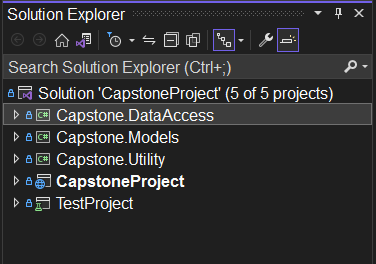 Solution Explorer
Search Solution Explorer (Ctrl+;)
Solution 'CapstoneProject' (5 of 5 projects)
C# Capstone.DataAccess
C# Capstone.Models
C# Capstone.Utility
CapstoneProject
TestProject